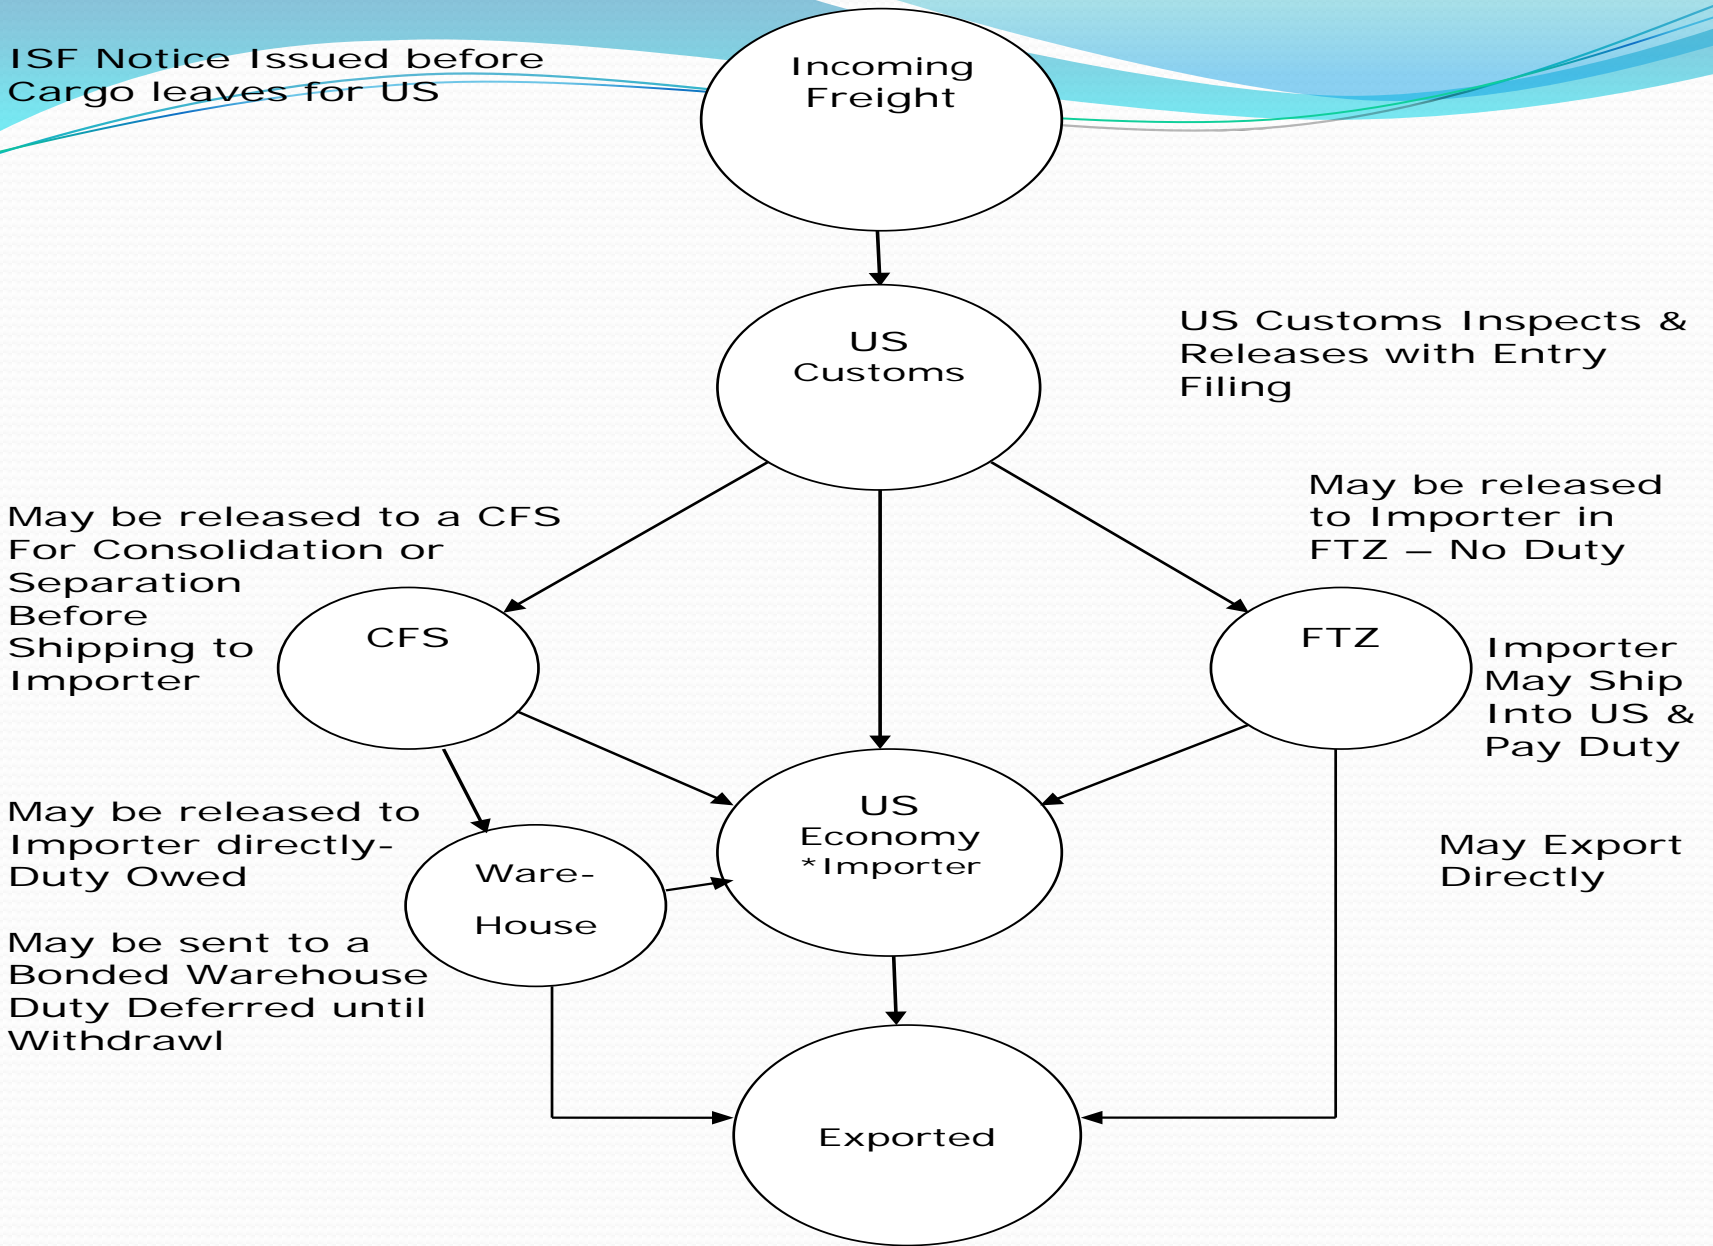 ISF Notice Issued before
Cargo leaves for US
Incoming
Freight
US
Customs
US Customs Inspects &
Releases with Entry
Filing
May be released
to Importer in
FTZ – No Duty
May be released to a CFS
For Consolidation or
Separation
Before
Shipping to
Importer
CFS
FTZ
Importer
May Ship
Into US &
Pay Duty
US
Economy
*Importer
May be released to
Importer directly-
Duty Owed
Ware-
House
May Export
Directly
May be sent to a
Bonded Warehouse
Duty Deferred until
Withdrawl
Exported